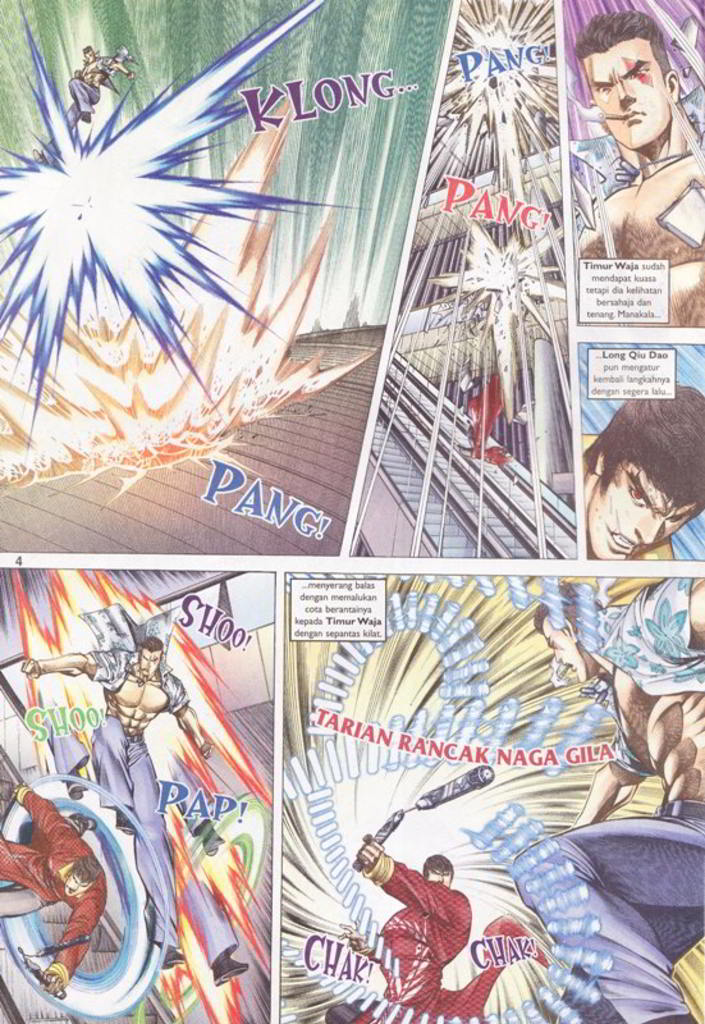 KLONG...
PANG!
PANG!
PANG!
Timur Waja sudah
mendapat kuasa
tetapi dia kelihatan
bersahaja dan
tenang. Manakala...
...Long Qiu Dao
pun mengatur
kembali langkahnya
dengan segera lalu...
4
SHOO!
SHOO!
PAP!
...menyerang balas
dengan memalukan
cota berantainya
kepada Timur Waja
dengan sepantas kilat.
TARIAN RANCAK NAGA GILA
CHAK!
CHAK!